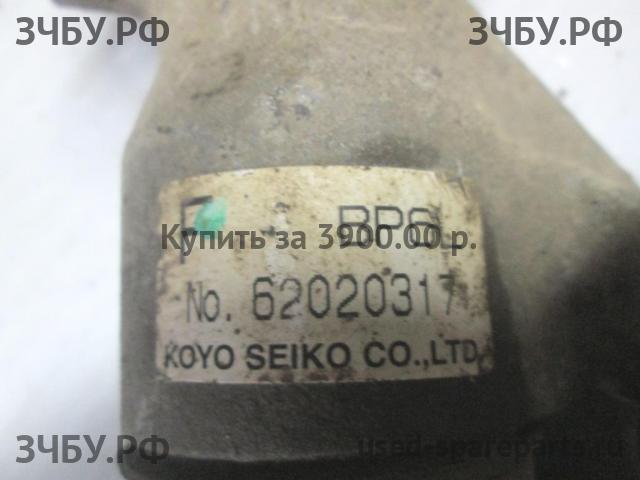 ЗЧБУ.РФ ЗЧБУ.РФ
Купить за 3900.00 р.
No. 62020317
KOYO SEIKO CO.,LTD.
ЗЧБУ.РФ used-spareparts.ru